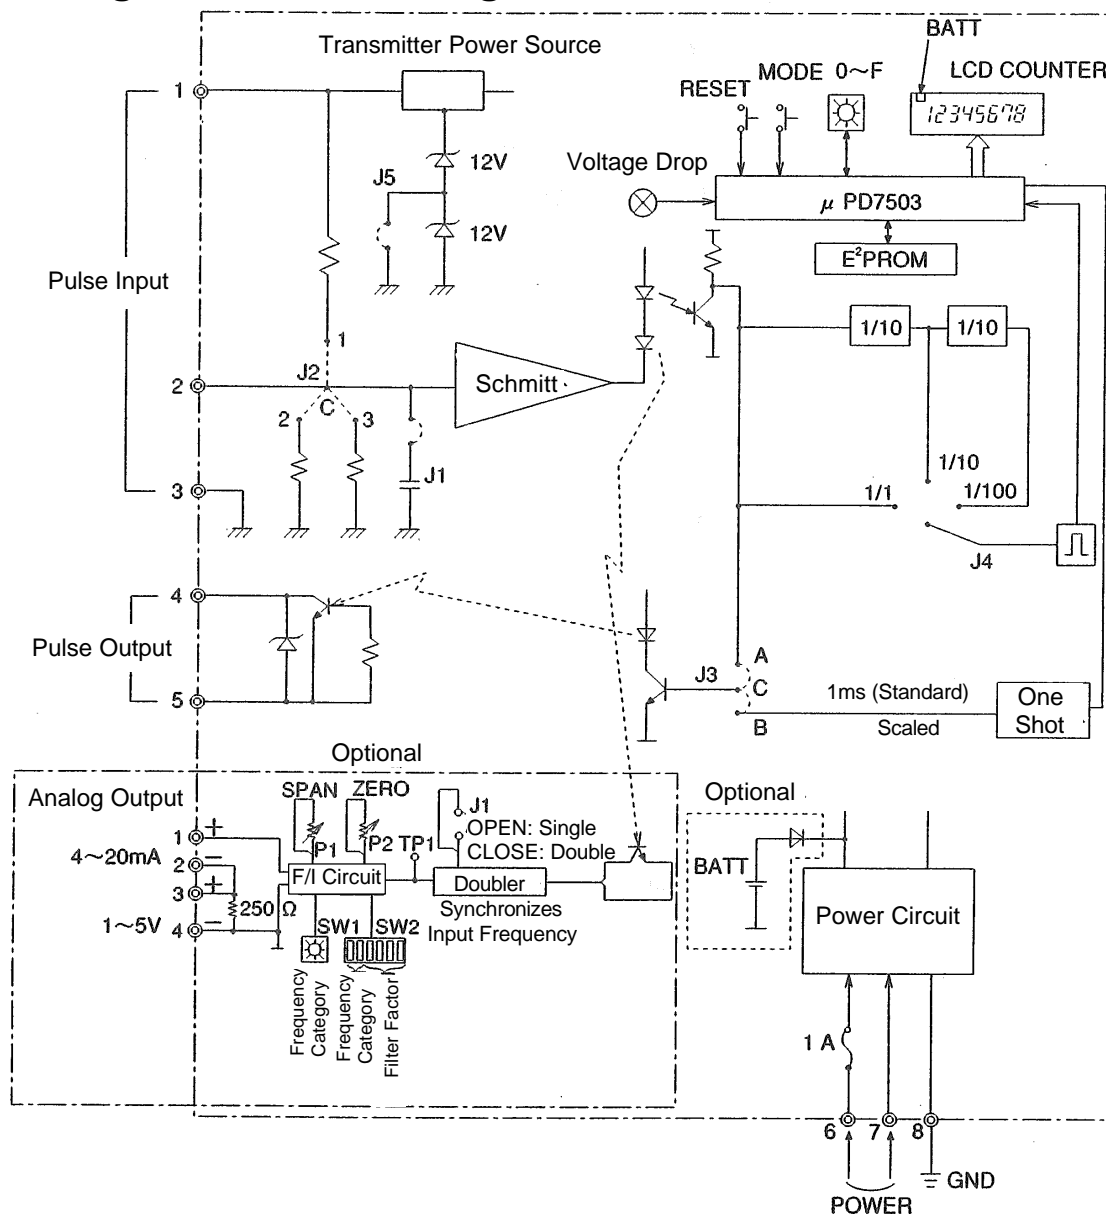 BATT
Transmitter Power Source
MODE 0~F
LCD COUNTER
RESET
1
12345678
12V
J5
Voltage Drop
μ PD7503
12V
E²PROM
Pulse Input
1/10
1/10
1
J2
Schmitt
2
C
2
3
J1
1/10
1/1
1/100
3
J4
4
Pulse Output
A
J3
C
1ms (Standard)
One
Shot
B
Scaled
5
Optional
Optional
Analog Output
SPAN
ZERO
J1
OPEN: Single
CLOSE: Double
1
+
P1
P2
TP1
4~20mA
2
−
BATT
F/I Circuit
Doubler
3
+
250 Ω
Synchronizes
Input Frequency
Power Circuit
1~5V
4
−
SW1
SW2
Frequency
Category
Frequency
Category
Filter Factor
1 A
6
7
8
GND
POWER